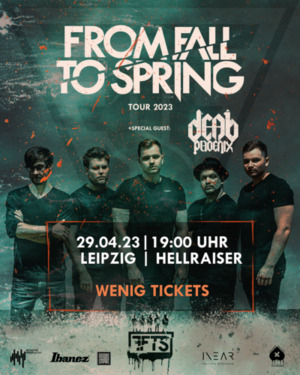 FROM FALL
TO SPRING
TOUR 2023
+SPECIAL GUEST:
DEAD
PHOENIX
29.04.23 | 19:00 UHR
LEIPZIG | HELLRAISER
WENIG TICKETS
FFTS
Ibanez
INEAR